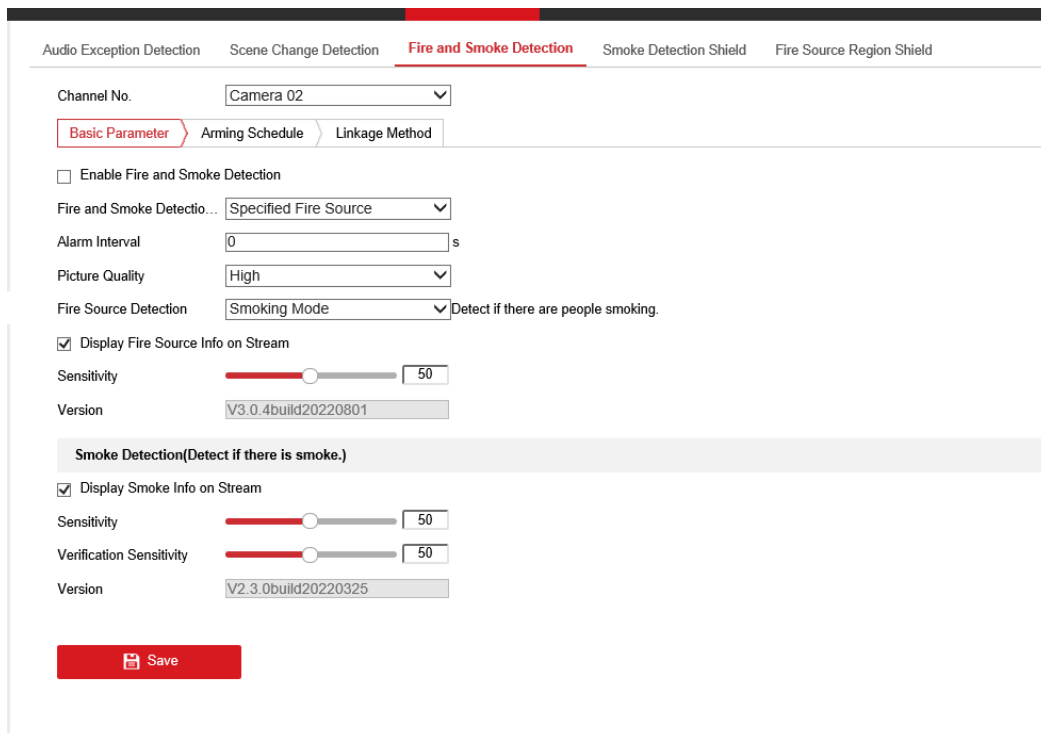 Audio Exception Detection Scene Change Detection Fire and Smoke Detection Smoke Detection Shield Fire Source Region Shield
Channel No. Camera 02
Basic Parameter Arming Schedule Linkage Method
Enable Fire and Smoke Detection
Fire and Smoke Detectio... Specified Fire Source
Alarm Interval 0 s
Picture Quality High
Fire Source Detection Smoking Mode Detect if there are people smoking.
Display Fire Source Info on Stream
Sensitivity 50
Version V3.0.4build20220801
Smoke Detection(Detect if there is smoke.)
Display Smoke Info on Stream
Sensitivity 50
Verification Sensitivity 50
Version V2.3.0build20220325
Save